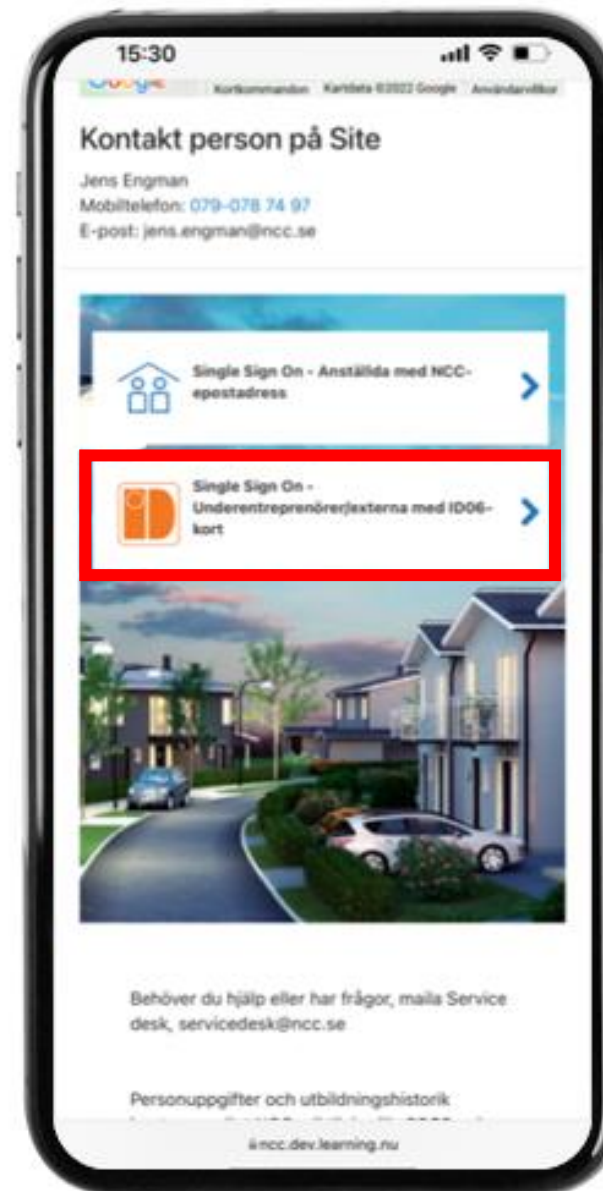 15:30
Google Kortkommandon Kartdata ©2022 Google Användarvillkor
Kontakt person på Site
Jens Engman
Mobiltelefon: 079-078 74 97
E-post: jens.engman@ncc.se
Single Sign On - Anställda med NCC-
epostadress
Single Sign On -
Underentreprenörer/externa med ID06-
kort
Behöver du hjälp eller har frågor, maila Service
desk, servicedesk@ncc.se
Personuppgifter och utbildningshistorik
ncc.dev.learning.nu